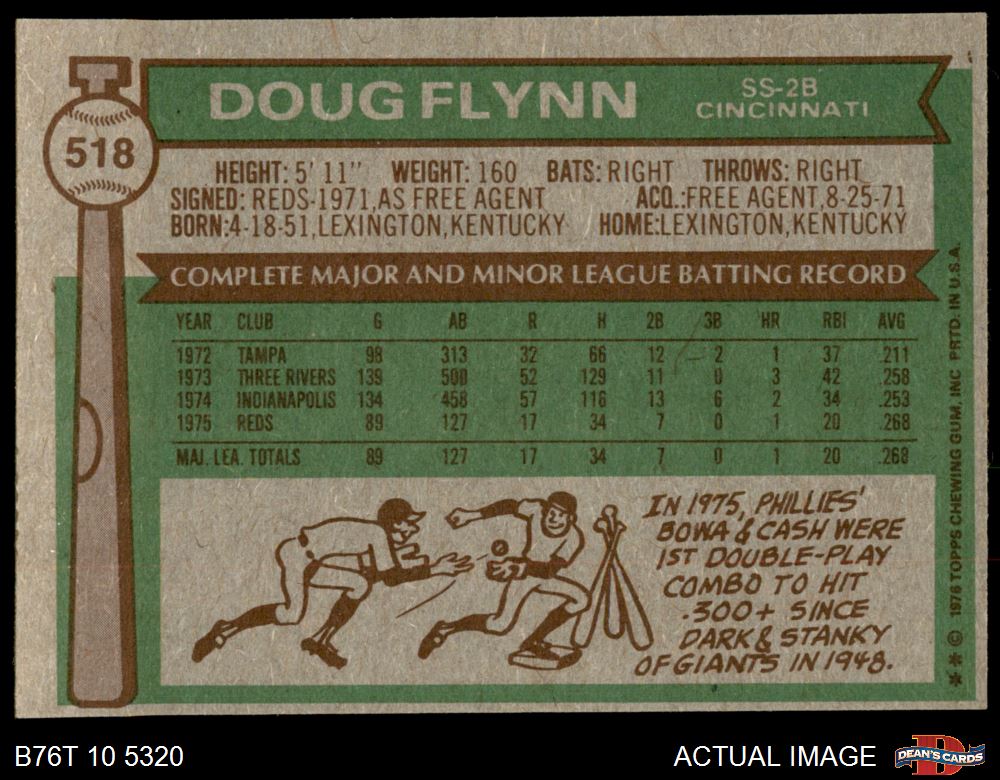 518
DOUG FLYNN
SS-2B
CINCINNATI
HEIGHT: 5' 11" WEIGHT: 160 BATS: RIGHT THROWS: RIGHT
SIGNED: REDS-1971, AS FREE AGENT ACQ.: FREE AGENT, 8-25-71
BORN: 4-18-51, LEXINGTON, KENTUCKY HOME: LEXINGTON, KENTUCKY
COMPLETE MAJOR AND MINOR LEAGUE BATTING RECORD
YEAR CLUB G AB R H 2B 3B HR RBI AVG
1972 TAMPA 98 313 32 66 12 2 1 37 .211
1973 THREE RIVERS 139 500 52 129 11 0 3 42 .258
1974 INDIANAPOLIS 134 458 57 116 13 6 2 34 .253
1975 REDS 89 127 17 34 7 0 1 20 .268
MAJ. LEA. TOTALS 89 127 17 34 7 0 1 20 .268
IN 1975, PHILLIES'
BOWA & CASH WERE
1ST DOUBLE-PLAY
COMBO TO HIT
.300+ SINCE
DARK & STANKY
OF GIANTS IN 1948.
** © 1976 TOPPS CHEWING GUM, INC PRTD. IN U.S.A.
B76T 10 5320
ACTUAL IMAGE
D
DEAN'S CARDS